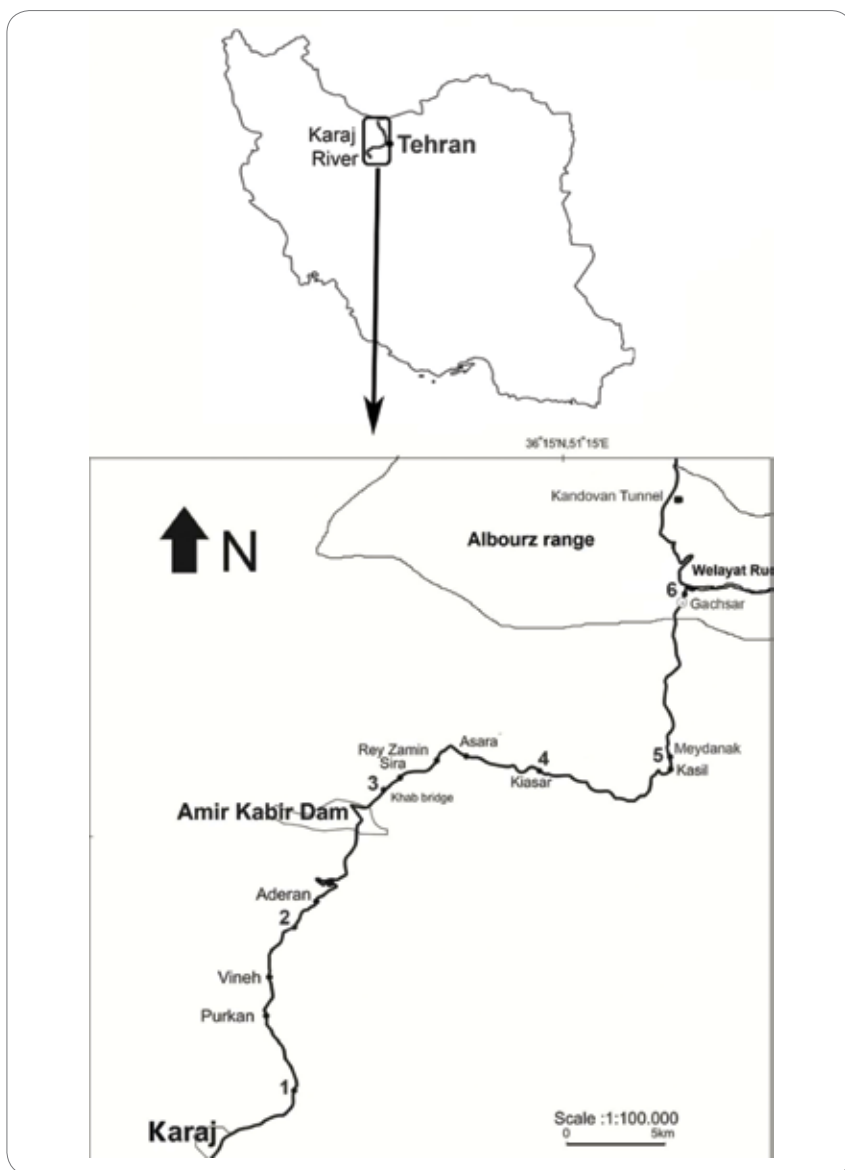 Karaj
River
Tehran
36°15'N,51°15'E
Kandovan Tunnel
Albourz range
N
Welayat Rue
6
Gachsar
Asara
Rey Zamin
Sira
4
5
Meydanak
3
Kiasar
Kasil
Khab bridge
Amir Kabir Dam
Aderan
2
Vineh
Purkan
1
Karaj
Scale :1:100.000
0 5km